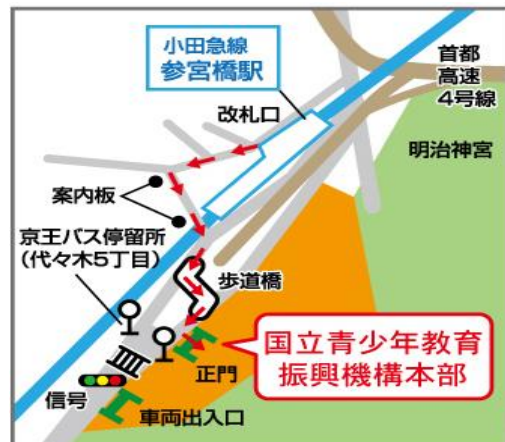 小田急線
参宮橋駅
首都
高速
4号線
改札口
明治神宮
案内板
京王バス停留所
(代々木5丁目)
歩道橋
国立青少年教育
振興機構本部
正門
信号
車両出入口